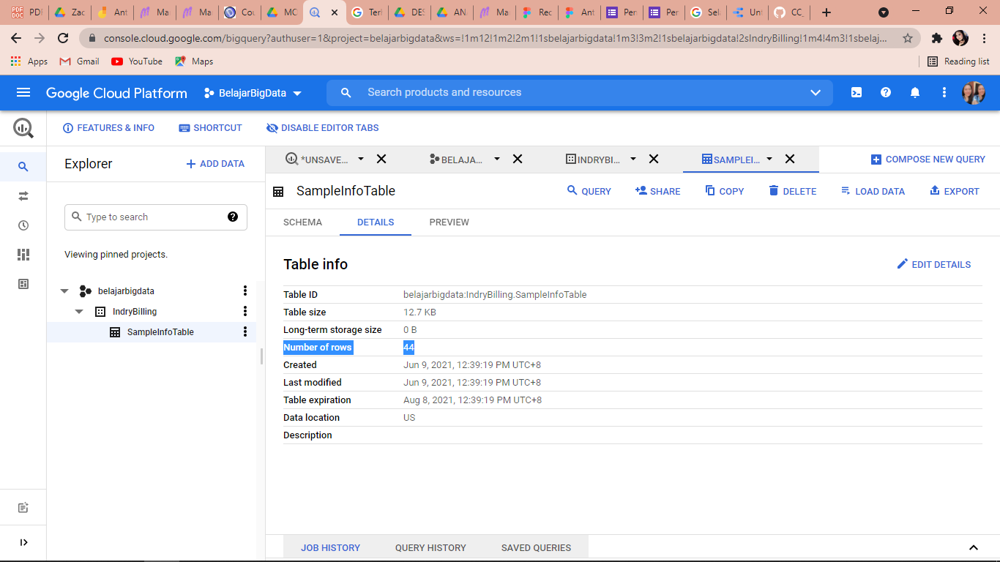 PDF
DOC
PDF
Zac
Ant
Ma
Ma
Cou
MC
Terl
DES
AN
Ma
Rec
Ant
Per
Per
Sel
Unt
CC_
console.cloud.google.com/bigquery?authuser=1&project=belajarbigdata&ws=!1m12!1m2!2m1!1sbelajarbigdata!1m3!3m2!1sbelajarbigdata!2sIndryBilling!1m4!4m3!1sbelaj...
Apps
Gmail
YouTube
Maps
Reading list
Google Cloud Platform
BelajarBigData
Search products and resources
FEATURES & INFO
SHORTCUT
DISABLE EDITOR TABS
Explorer
ADD DATA
*UNSAVE...
BELAJA...
INDRYBI...
SAMPLEI...
COMPOSE NEW QUERY
Type to search
Viewing pinned projects.
belajarbigdata
IndryBilling
SampleInfoTable
SampleInfoTable
QUERY
SHARE
COPY
DELETE
LOAD DATA
EXPORT
SCHEMA
DETAILS
PREVIEW
Table info
EDIT DETAILS
Table ID belajarbigdata:IndryBilling.SampleInfoTable
Table size 12.7 KB
Long-term storage size 0 B
Number of rows 44
Created Jun 9, 2021, 12:39:19 PM UTC+8
Last modified Jun 9, 2021, 12:39:19 PM UTC+8
Table expiration Aug 8, 2021, 12:39:19 PM UTC+8
Data location US
Description
JOB HISTORY
QUERY HISTORY
SAVED QUERIES